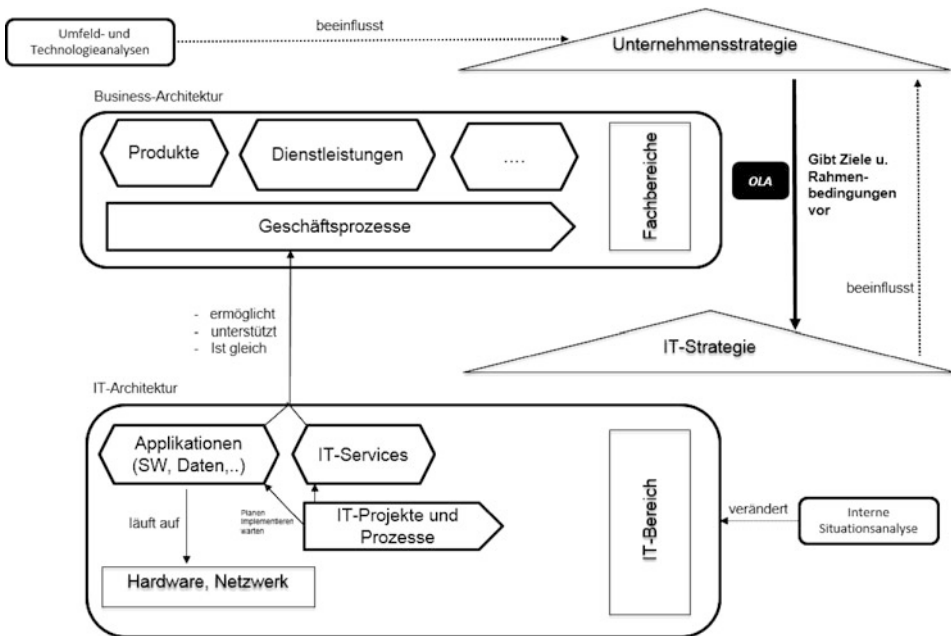 Umfeld- und
Technologieanalysen
beeinflusst
Unternehmensstrategie
Business-Architektur
Produkte
Dienstleistungen
....
Fachbereiche
Geschäftsprozesse
OLA
Gibt Ziele u.
Rahmen-
bedingungen
vor
beeinflusst
- ermöglicht
- unterstützt
- Ist gleich
IT-Strategie
IT-Architektur
Applikationen
(SW, Daten,..)
IT-Services
IT-Bereich
läuft auf
Planen
Implementieren
warten
IT-Projekte und
Prozesse
verändert
Interne
Situationsanalyse
Hardware, Netzwerk